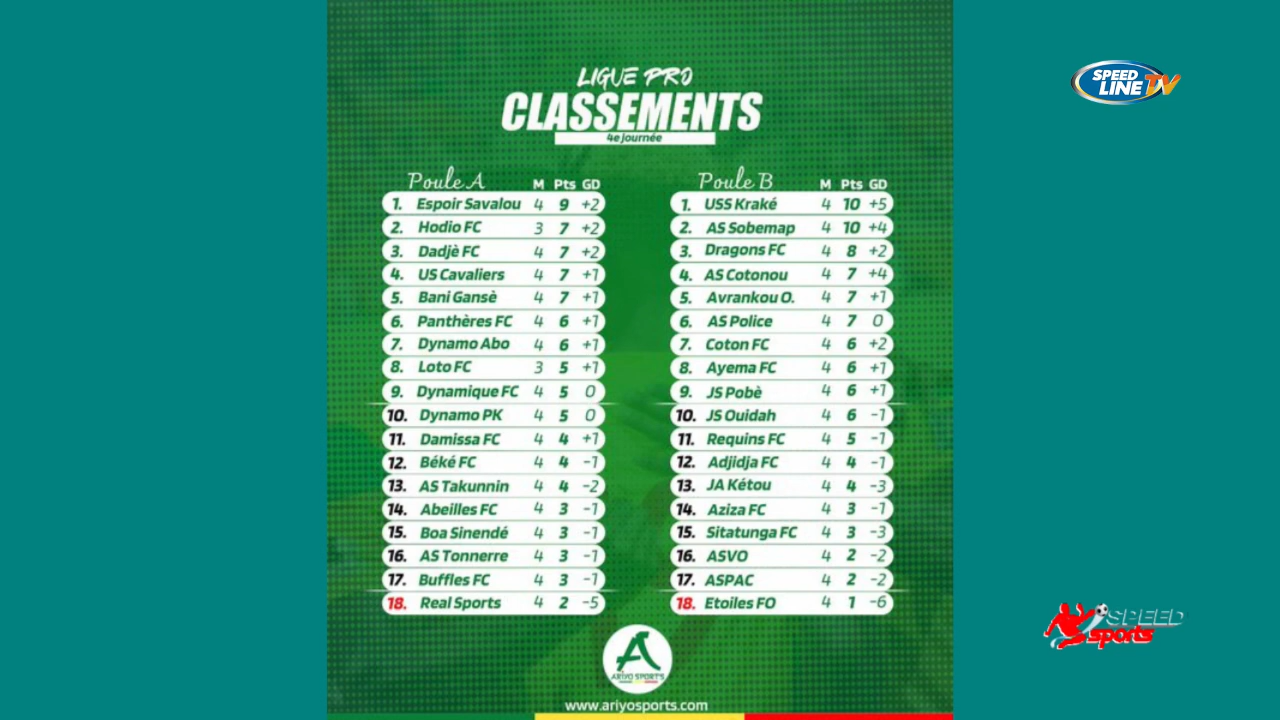 LIGUE PRO
CLASSEMENTS
4e journée
Poule A M Pts GD
1. Espoir Savalou 4 9 +2
2. Hodio FC 3 7 +2
3. Dadjè FC 4 7 +2
4. US Cavaliers 4 7 +1
5. Bani Gansè 4 7 +1
6. Panthères FC 4 6 +1
7. Dynamo Abo 4 6 +1
8. Loto FC 3 5 +1
9. Dynamique FC 4 5 0
10. Dynamo PK 4 5 0
11. Damissa FC 4 4 +1
12. Béké FC 4 4 -1
13. AS Takunnin 4 4 -2
14. Abeilles FC 4 3 -1
15. Boa Sinendé 4 3 -1
16. AS Tonnerre 4 3 -1
17. Buffles FC 4 3 -1
18. Real Sports 4 2 -5
Poule B M Pts GD
1. USS Kraké 4 10 +5
2. AS Sobemap 4 10 +4
3. Dragons FC 4 8 +2
4. AS Cotonou 4 7 +4
5. Avrankou O. 4 7 +1
6. AS Police 4 7 0
7. Coton FC 4 6 +2
8. Ayema FC 4 6 +1
9. JS Pobè 4 6 +1
10. JS Ouidah 4 6 -1
11. Requins FC 4 5 -1
12. Adjidja FC 4 4 -1
13. JA Kétou 4 4 -3
14. Aziza FC 4 3 -1
15. Sitatunga FC 4 3 -3
16. ASVO 4 2 -2
17. ASPAC 4 2 -2
18. Etoiles FO 4 1 -6
ARIYO SPORTS
www.ariyosports.com
SPEED
LINE TV
SPEED
sports